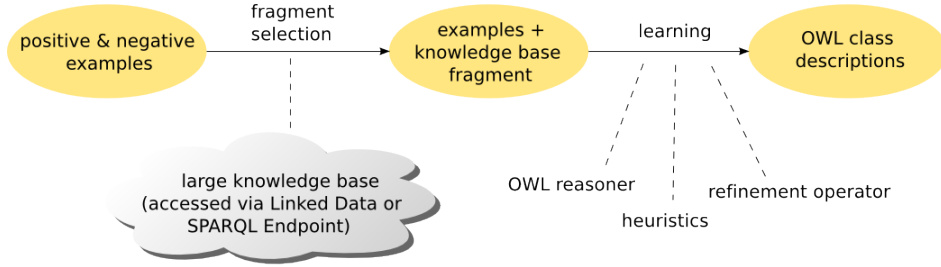 positive & negative
examples
fragment
selection
examples +
knowledge base
fragment
learning
OWL class
descriptions
large knowledge base
(accessed via Linked Data or
SPARQL Endpoint)
OWL reasoner
heuristics
refinement operator